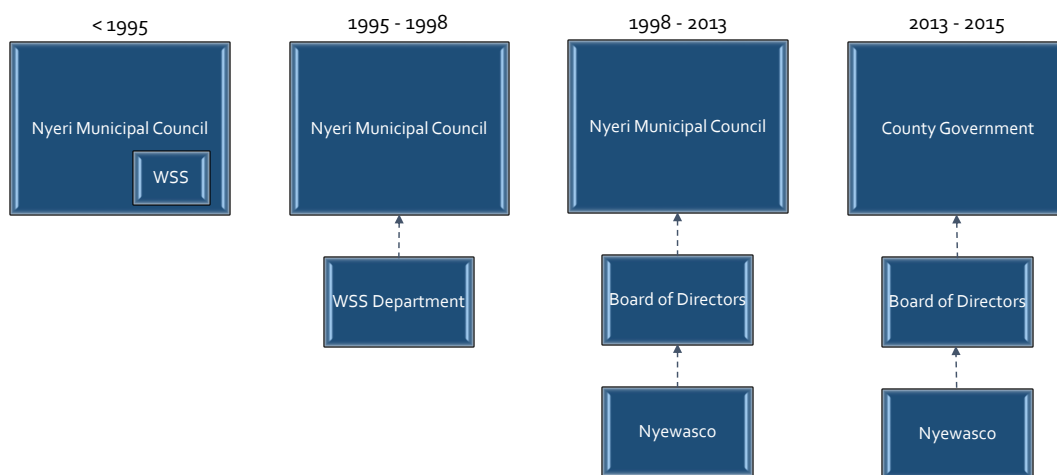 < 1995
1995 - 1998
1998 - 2013
2013 - 2015
Nyeri Municipal Council
WSS
Nyeri Municipal Council
Nyeri Municipal Council
County Government
WSS Department
Board of Directors
Board of Directors
Nyewasco
Nyewasco